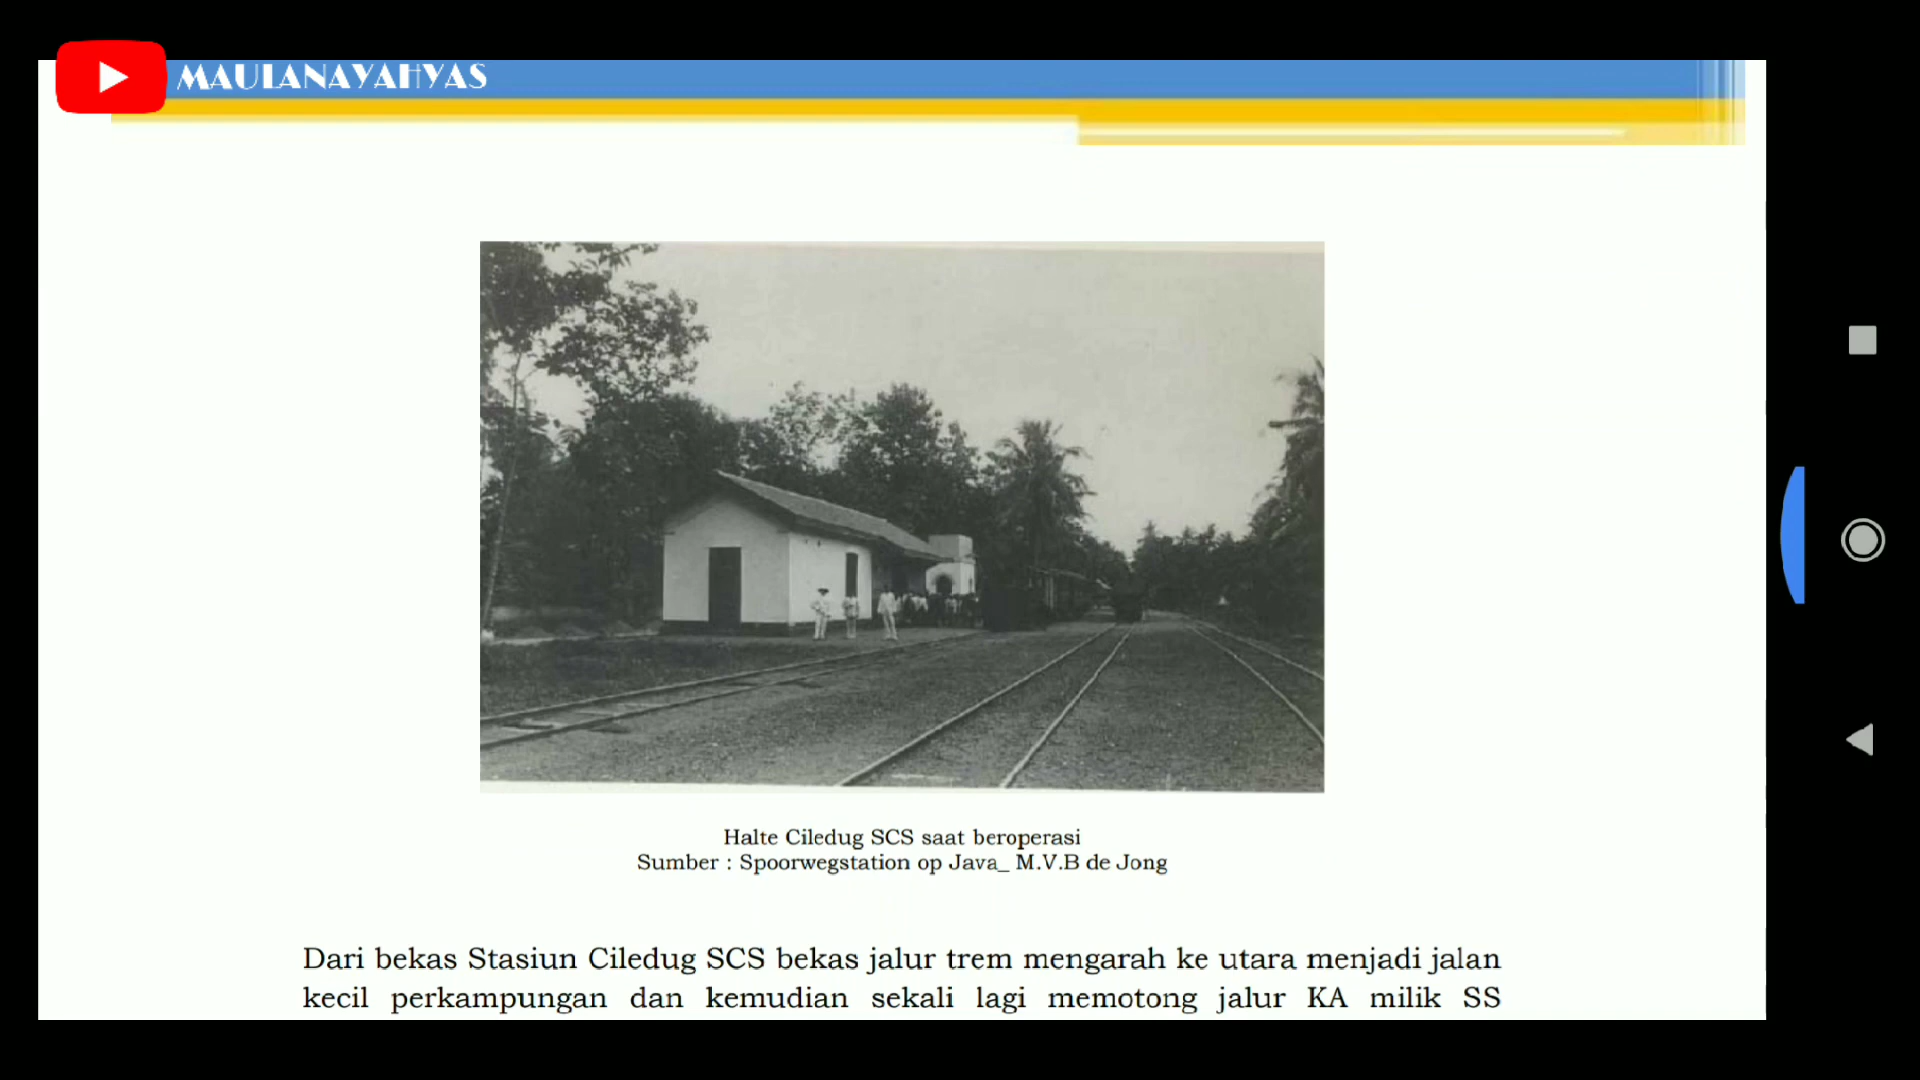 MAULANAYAHYAS
Halte Ciledug SCS saat beroperasi
Sumber : Spoorwegstation op Java_ M.V.B de Jong
Dari bekas Stasiun Ciledug SCS bekas jalur trem mengarah ke utara menjadi jalan
kecil perkampungan dan kemudian sekali lagi memotong jalur KA milik SS